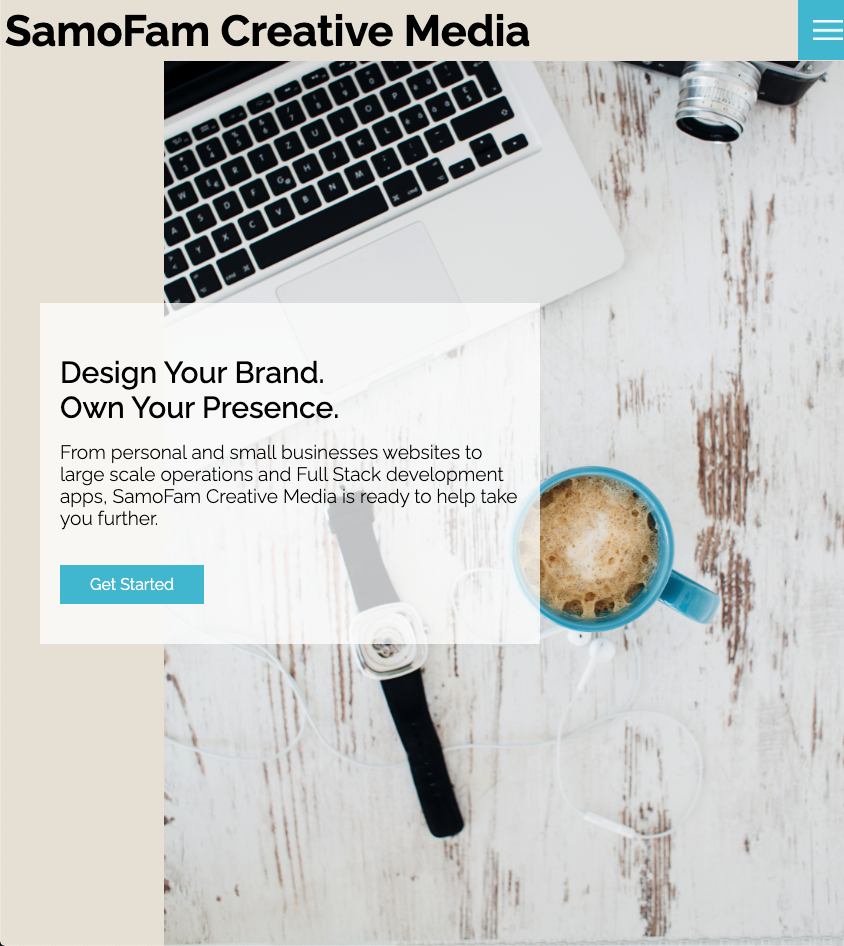 SamoFam Creative Media
Design Your Brand.
Own Your Presence.
From personal and small businesses websites to
large scale operations and Full Stack development
apps, SamoFam Creative Media is ready to help take
you further.
Get Started